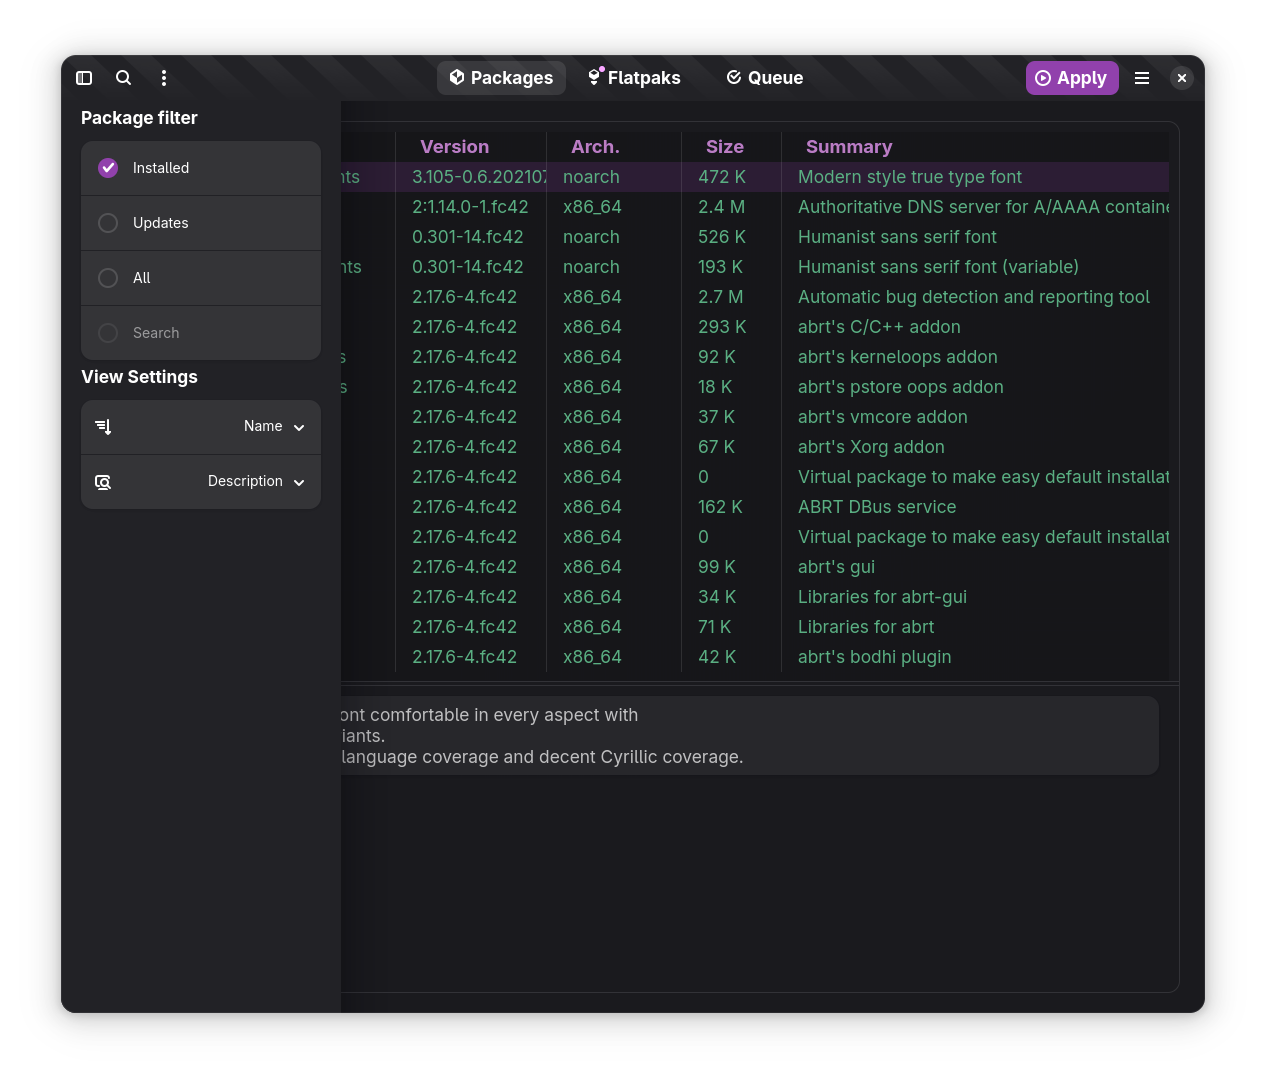 Packages Flatpaks Queue Apply
Package filter
Installed
Updates
All
Search
View Settings
Name
Description
Version Arch. Size Summary
nts 3.105-0.6.202107 noarch 472 K Modern style true type font
2:1.14.0-1.fc42 x86_64 2.4 M Authoritative DNS server for A/AAAA containe
0.301-14.fc42 noarch 526 K Humanist sans serif font
nts 0.301-14.fc42 noarch 193 K Humanist sans serif font (variable)
2.17.6-4.fc42 x86_64 2.7 M Automatic bug detection and reporting tool
2.17.6-4.fc42 x86_64 293 K abrt's C/C++ addon
s 2.17.6-4.fc42 x86_64 92 K abrt's kerneloops addon
s 2.17.6-4.fc42 x86_64 18 K abrt's pstore oops addon
2.17.6-4.fc42 x86_64 37 K abrt's vmcore addon
2.17.6-4.fc42 x86_64 67 K abrt's Xorg addon
2.17.6-4.fc42 x86_64 0 Virtual package to make easy default installat
2.17.6-4.fc42 x86_64 162 K ABRT DBus service
2.17.6-4.fc42 x86_64 0 Virtual package to make easy default installat
2.17.6-4.fc42 x86_64 99 K abrt's gui
2.17.6-4.fc42 x86_64 34 K Libraries for abrt-gui
2.17.6-4.fc42 x86_64 71 K Libraries for abrt
2.17.6-4.fc42 x86_64 42 K abrt's bodhi plugin
ont comfortable in every aspect with
iants.
language coverage and decent Cyrillic coverage.